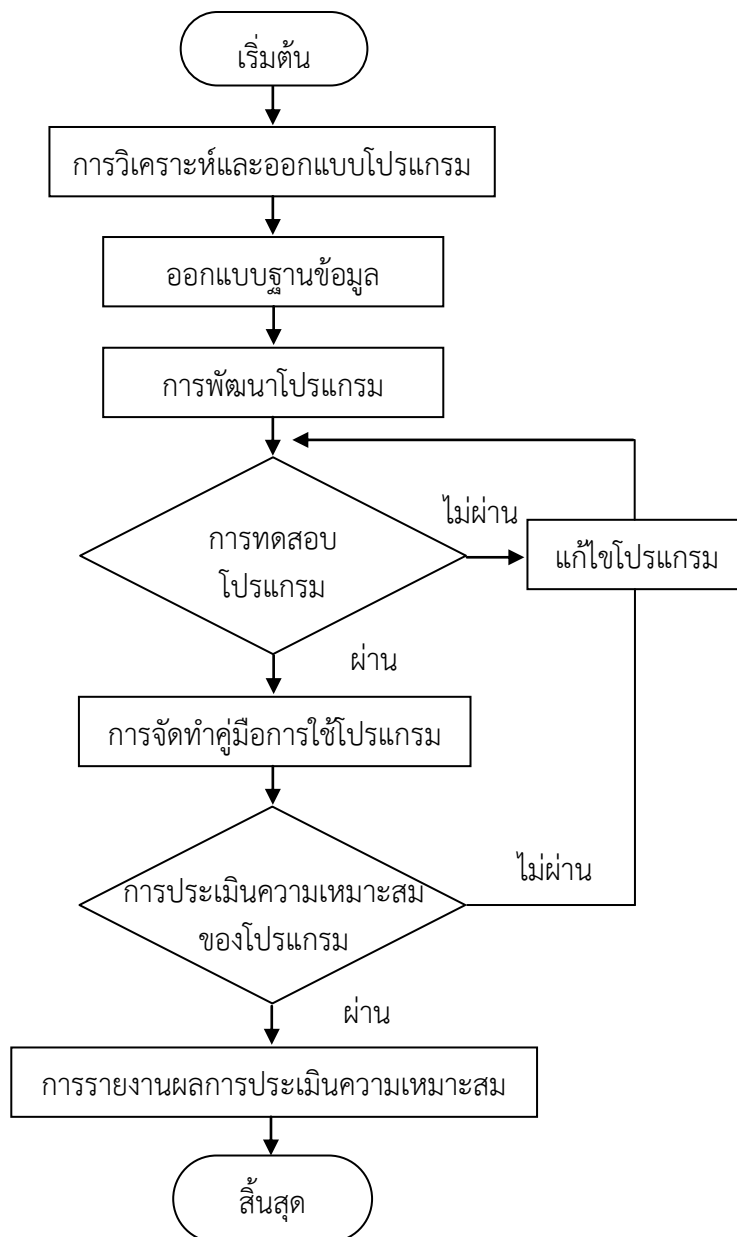 เริ่มต้น
การวิเคราะห์และออกแบบโปรแกรม
ออกแบบฐานข้อมูล
การพัฒนาโปรแกรม
ไม่ผ่าน
การทดสอบ
โปรแกรม
แก้ไขโปรแกรม
ผ่าน
การจัดทำคู่มือการใช้โปรแกรม
ไม่ผ่าน
การประเมินความเหมาะสม
ของโปรแกรม
ผ่าน
การรายงานผลการประเมินความเหมาะสม
สิ้นสุด